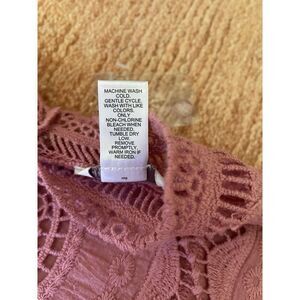 MACHINE WASH
COLD.
GENTLE CYCLE.
WASH WITH LIKE
COLORS.
ONLY
NON-CHLORINE
BLEACH WHEN
NEEDED.
TUMBLE DRY
LOW.
REMOVE
PROMPTLY.
WARM IRON IF
NEEDED.